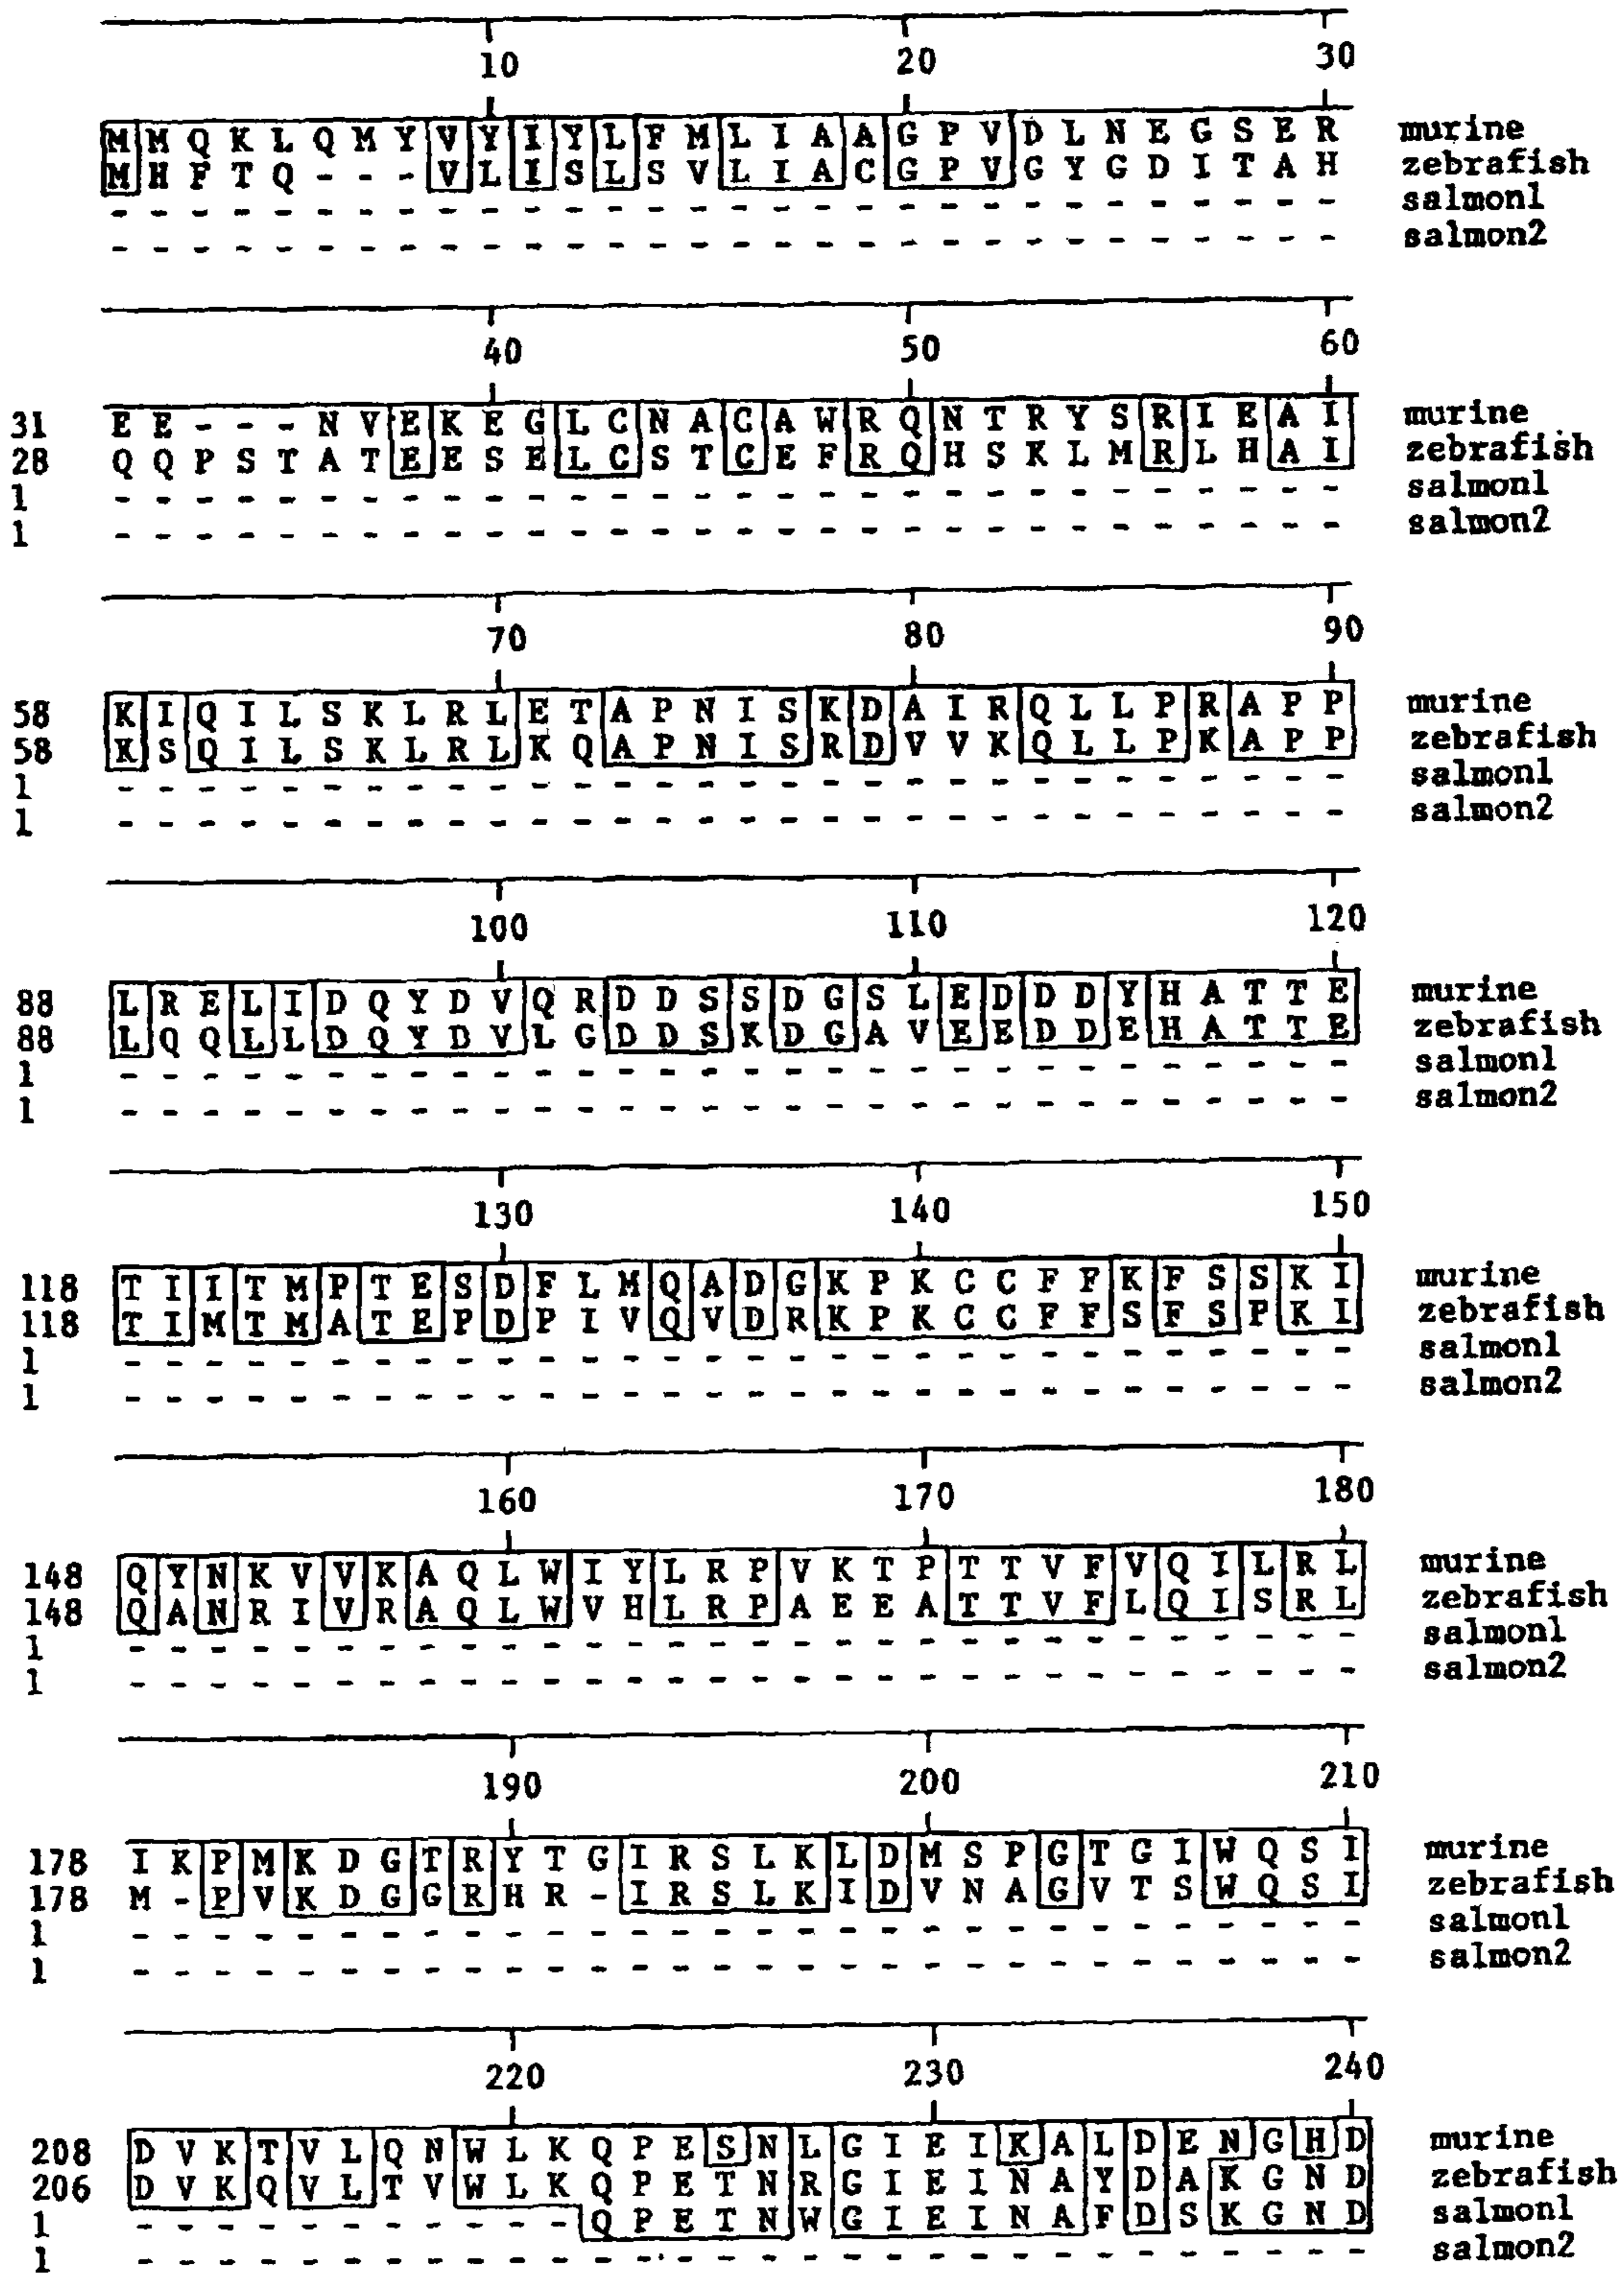 10 20 30
M M Q K L Q M Y V Y I Y L F M L I A A G P V D L N E G S E R murine
M H F T Q - - - V L I S L S V L I A C G P V G Y G D I T A H zebrafish
- - - - - - - - - - - - - - - - - - - - - - - - - - - - - - salmon1
- - - - - - - - - - - - - - - - - - - - - - - - - - - - - - salmon2
40 50 60
31 E E - - - N V E K E G L C N A C A W R Q N T R Y S R I E A I murine
28 Q Q P S T A T E E S E L C S T C E F R Q H S K L M R L H A I zebrafish
1 - - - - - - - - - - - - - - - - - - - - - - - - - - - - - - salmon1
1 - - - - - - - - - - - - - - - - - - - - - - - - - - - - - - salmon2
70 80 90
58 K I Q I L S K L R L E T A P N I S K D A I R Q L L P R A P P murine
58 K S Q I L S K L R L K Q A P N I S R D V V K Q L L P K A P P zebrafish
1 - - - - - - - - - - - - - - - - - - - - - - - - - - - - - - salmon1
1 - - - - - - - - - - - - - - - - - - - - - - - - - - - - - - salmon2
100 110 120
88 L R E L I D Q Y D V Q R D D S S D G S L E D D D Y H A T T E murine
88 L Q Q L L D Q Y D V L G D D S K D G A V E E D D E H A T T E zebrafish
1 - - - - - - - - - - - - - - - - - - - - - - - - - - - - - - salmon1
1 - - - - - - - - - - - - - - - - - - - - - - - - - - - - - - salmon2
130 140 150
118 T I I T M P T E S D F L M Q A D G K P K C C F F K F S S K I murine
118 T I M T M A T E P D P I V Q V D R K P K C C F F S F S P K I zebrafish
1 - - - - - - - - - - - - - - - - - - - - - - - - - - - - - - salmon1
1 - - - - - - - - - - - - - - - - - - - - - - - - - - - - - - salmon2
160 170 180
148 Q Y N K V V K A Q L W I Y L R P V K T P T T V F V Q I L R L murine
148 Q A N R I V R A Q L W V H L R P A E E A T T V F L Q I S R L zebrafish
1 - - - - - - - - - - - - - - - - - - - - - - - - - - - - - - salmon1
1 - - - - - - - - - - - - - - - - - - - - - - - - - - - - - - salmon2
190 200 210
178 I K P M K D G T R Y T G I R S L K L D M S P G T G I W Q S I murine
178 M - P V K D G G R H R - I R S L K I D V N A G V T S W Q S I zebrafish
1 - - - - - - - - - - - - - - - - - - - - - - - - - - - - - - salmon1
1 - - - - - - - - - - - - - - - - - - - - - - - - - - - - - - salmon2
220 230 240
208 D V K T V L Q N W L K Q P E S N L G I E I K A L D E N G H D murine
206 D V K Q V L T V W L K Q P E T N R G I E I N A Y D A K G N D zebrafish
1 - - - - - - - - - - - Q P E T N W G I E I N A F D S K G N D salmon1
1 - - - - - - - - - - - - - - - - - - - - - - - - - - - - - - salmon2